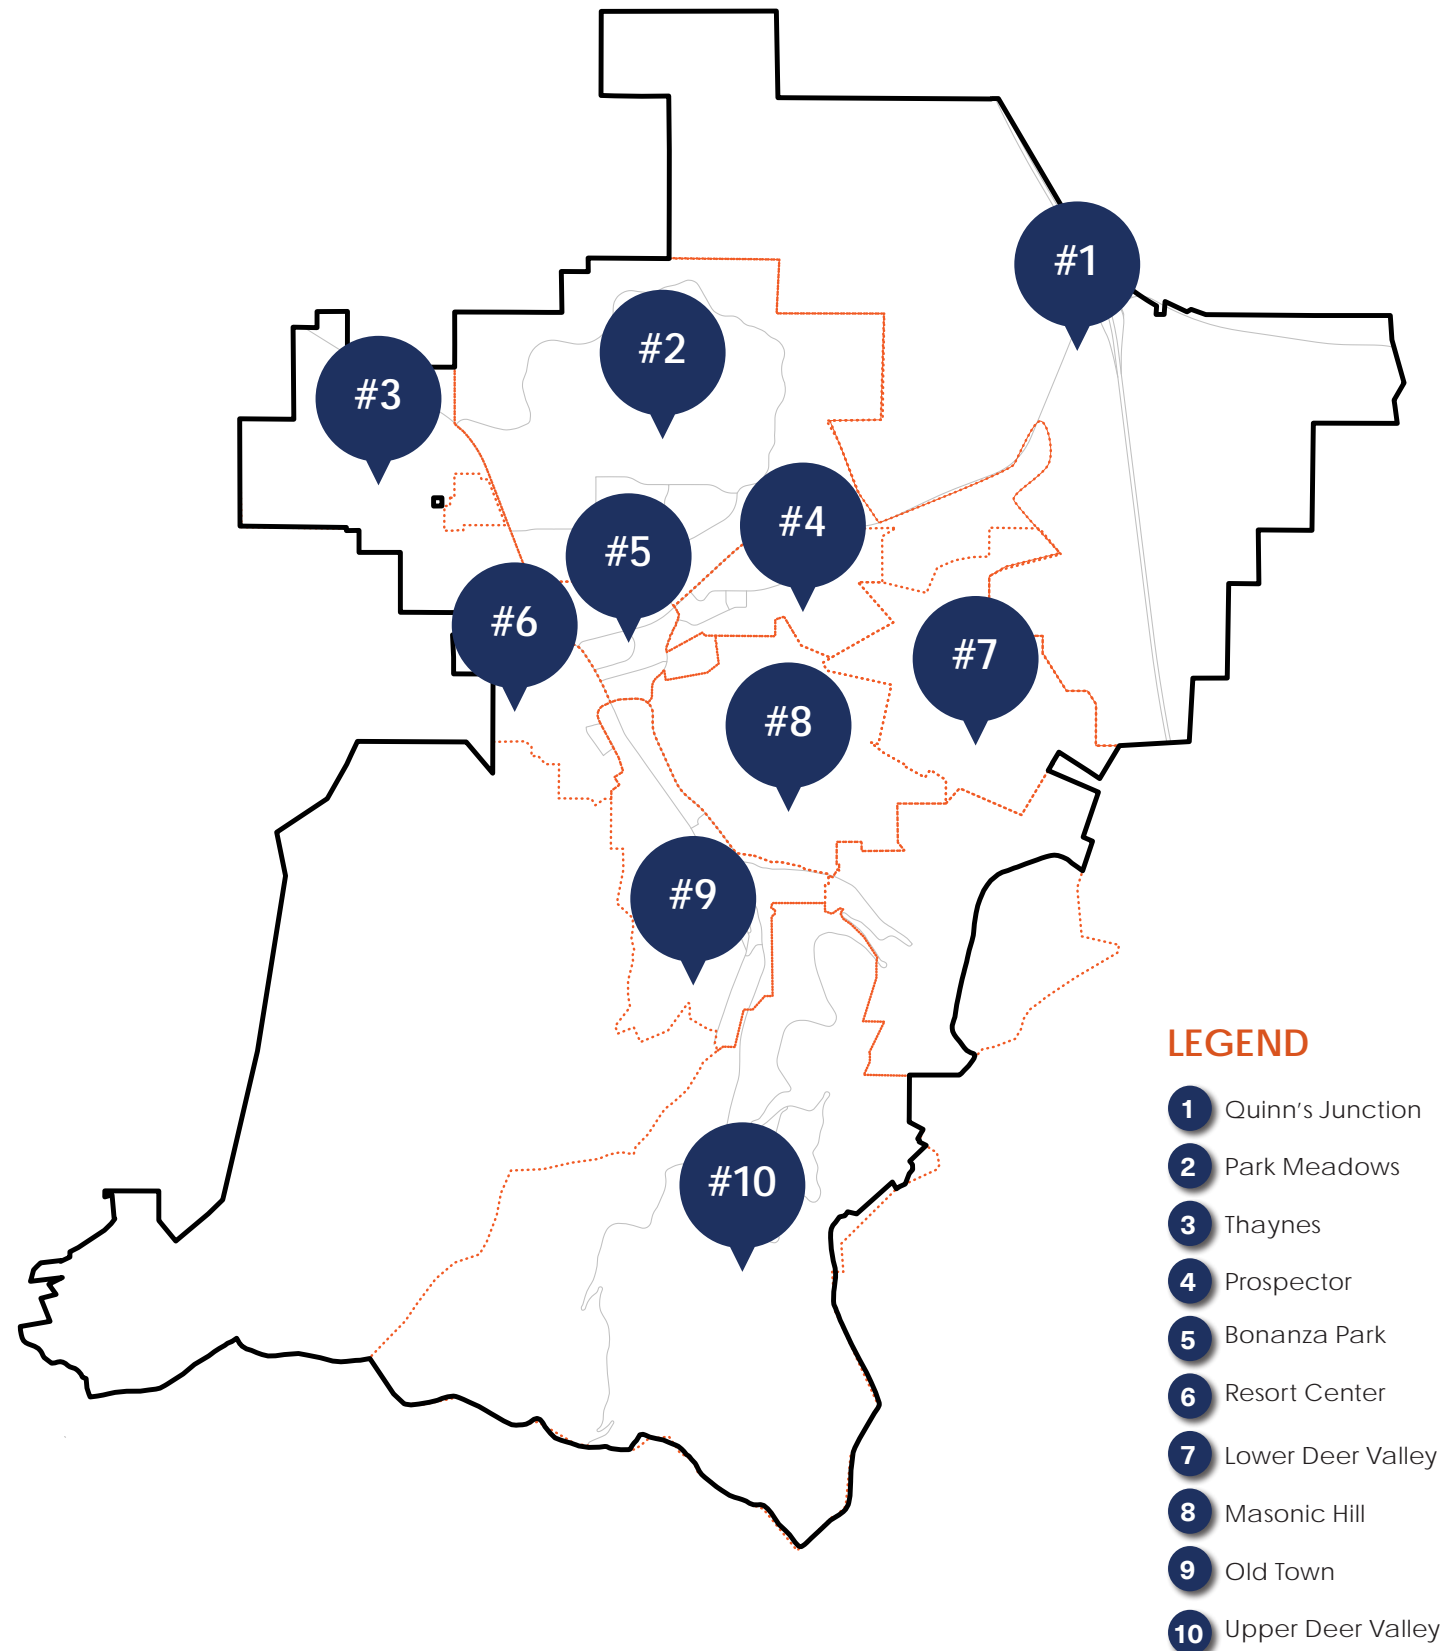 #1
#2
#3
#4
#5
#6
#7
#8
#9
#10
LEGEND
1 Quinn's Junction
2 Park Meadows
3 Thaynes
4 Prospector
5 Bonanza Park
6 Resort Center
7 Lower Deer Valley
8 Masonic Hill
9 Old Town
10 Upper Deer Valley